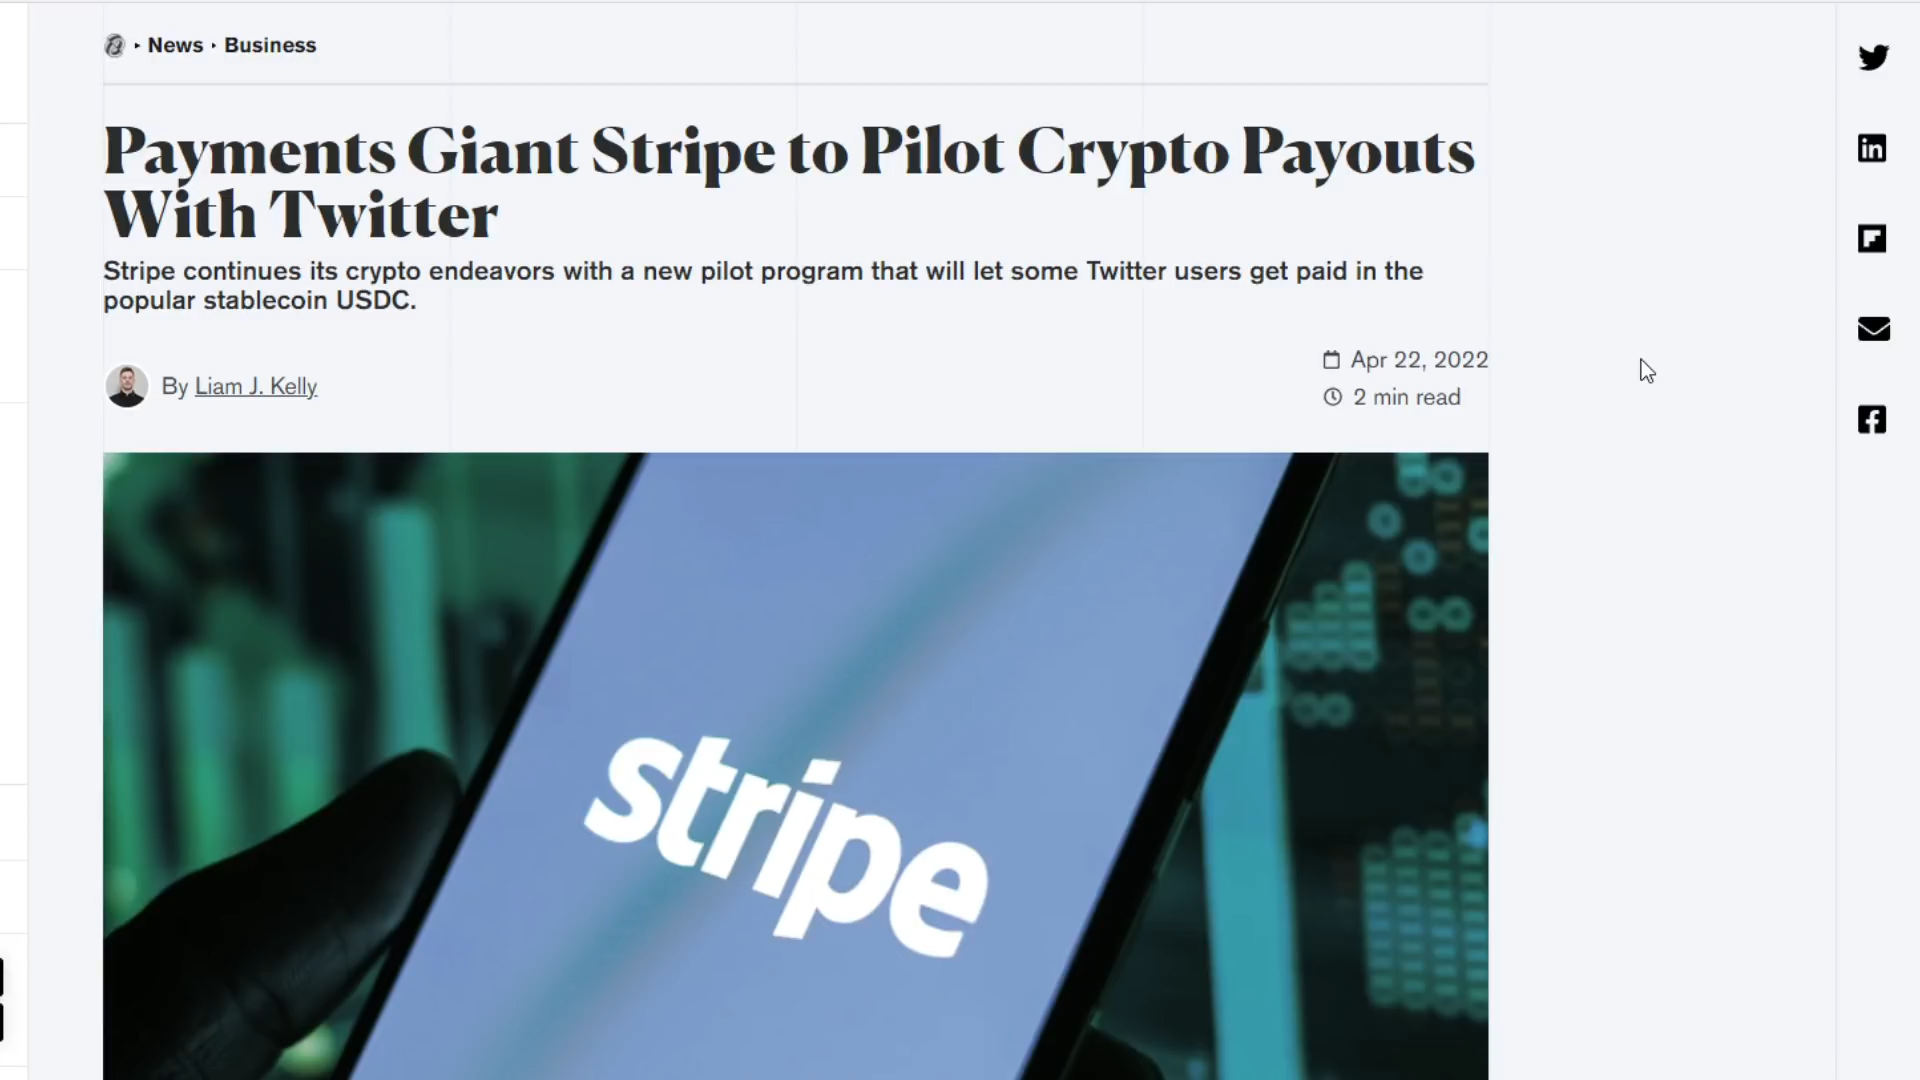 News
Business
Payments Giant Stripe to Pilot Crypto Payouts
With Twitter
Stripe continues its crypto endeavors with a new pilot program that will let some Twitter users get paid in the
popular stablecoin USDC.
By Liam J. Kelly
Apr 22, 2022
2 min read
stripe